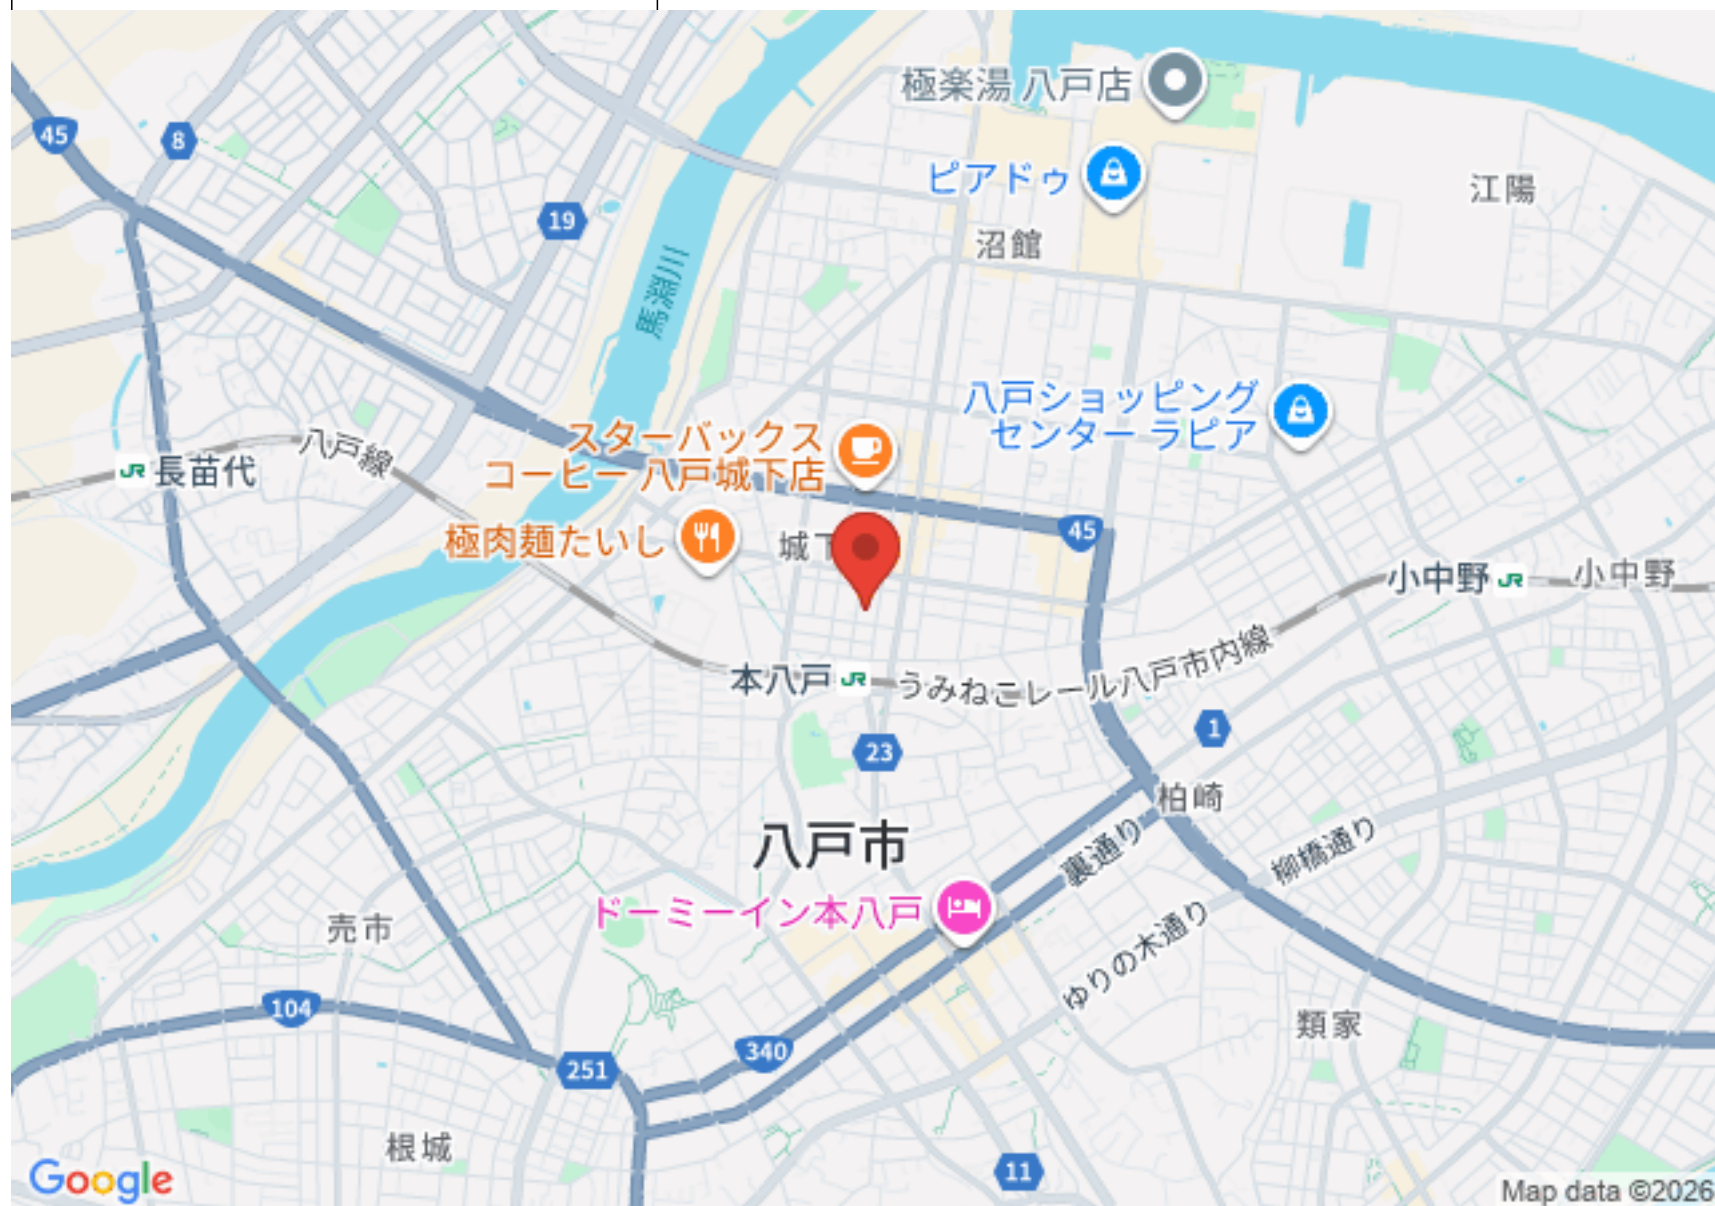 極楽湯 八戸店
45
8
ピアドゥ
江陽
19
沼館
馬淵川
八戸ショッピング
センター ラピア
スターバックス
コーヒー 八戸城下店
八戸線
JR 長苗代
45
極肉麺たいし
城下
小中野 JR
小中野
本八戸 JR
うみねこレール八戸市内線
23
1
柏崎
八戸市
裏通り
柳橋通り
ドーミーイン本八戸
売市
ゆりの木通り
104
類家
340
251
根城
11
Google
Map data ©2026